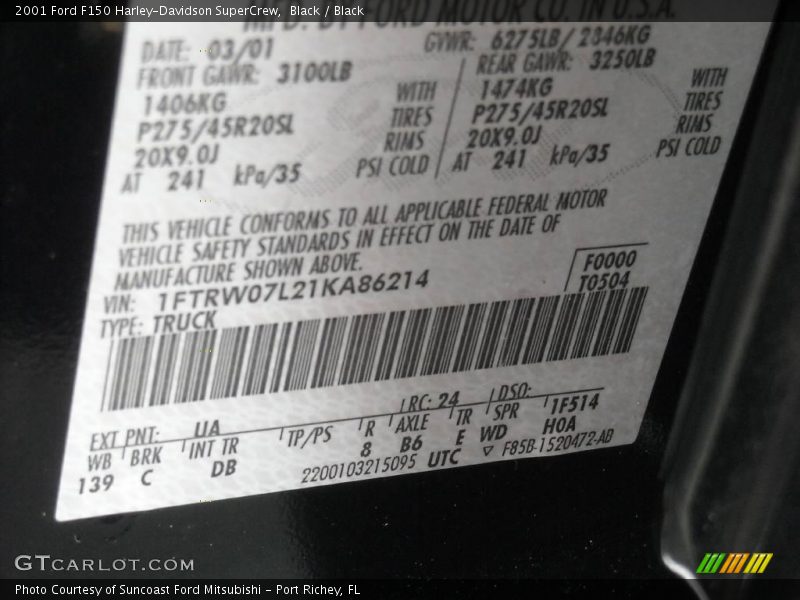 2001 Ford F150 Harley-Davidson SuperCrew, Black / Black
MFD. BY FORD MOTOR CO. IN U.S.A.
DATE: 03/01 GVWR: 6275LB/ 2846KG
FRONT GAWR: 3100LB REAR GAWR: 3250LB
1406KG WITH 1474KG WITH
P275/45R20SL TIRES P275/45R20SL TIRES
20X9.0J RIMS 20X9.0J RIMS
AT 241 kPa/35 PSI COLD AT 241 kPa/35 PSI COLD
THIS VEHICLE CONFORMS TO ALL APPLICABLE FEDERAL MOTOR
VEHICLE SAFETY STANDARDS IN EFFECT ON THE DATE OF
MANUFACTURE SHOWN ABOVE.
VIN: 1FTRW07L21KA86214 F0000
TYPE: TRUCK T0504
EXT PNT: UA RC: 24 DSO:
WB BRK INT TR TP/PS R AXLE TR SPR 1F514
139 C DB 8 B6 E WD H0A
2200103215095 UTC ▽ F85B-1520472-AB
GTCARLOT.COM
Photo Courtesy of Suncoast Ford Mitsubishi - Port Richey, FL